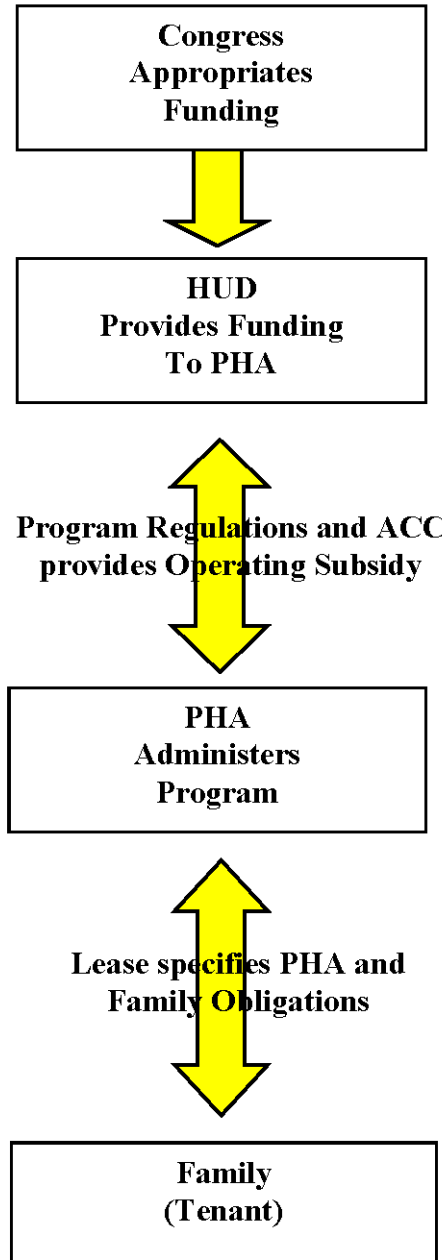 Congress
Appropriates
Funding
HUD
Provides Funding
To PHA
Program Regulations and ACC
provides Operating Subsidy
PHA
Administers
Program
Lease specifies PHA and
Family Obligations
Family
(Tenant)